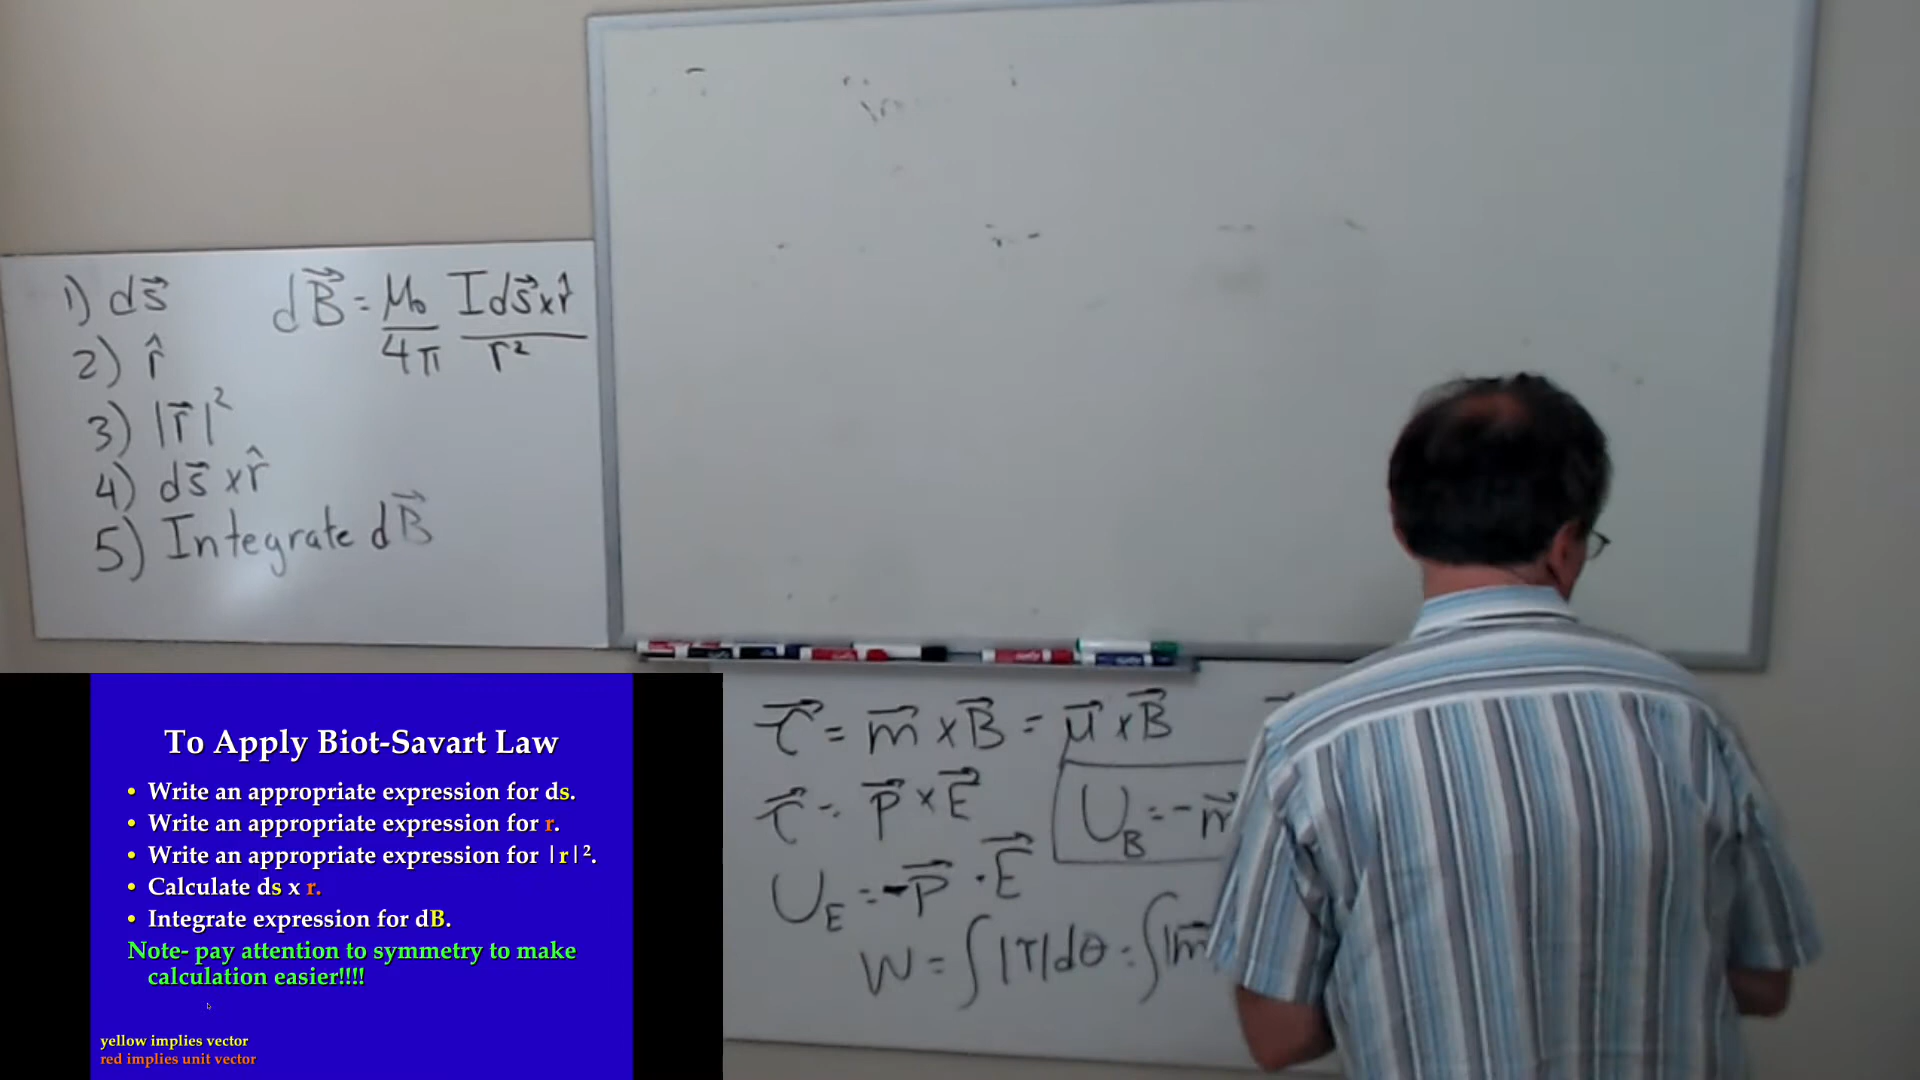 1) ds⃗
dB⃗ = μ₀/4π I ds⃗ x r̂ / r²
2) r̂
3) |r⃗|²
4) ds⃗ x r̂
5) Integrate dB⃗
To Apply Biot-Savart Law
• Write an appropriate expression for ds.
• Write an appropriate expression for r.
• Write an appropriate expression for |r|².
• Calculate ds x r.
• Integrate expression for dB.
Note- pay attention to symmetry to make
calculation easier!!!!
yellow implies vector
red implies unit vector
τ⃗ = m⃗ x B⃗ = μ⃗ x B⃗
τ⃗ = p⃗ x E⃗
U_B = - m⃗
U_E = - p⃗ · E⃗
W = ∫|τ|dθ = ∫|m⃗